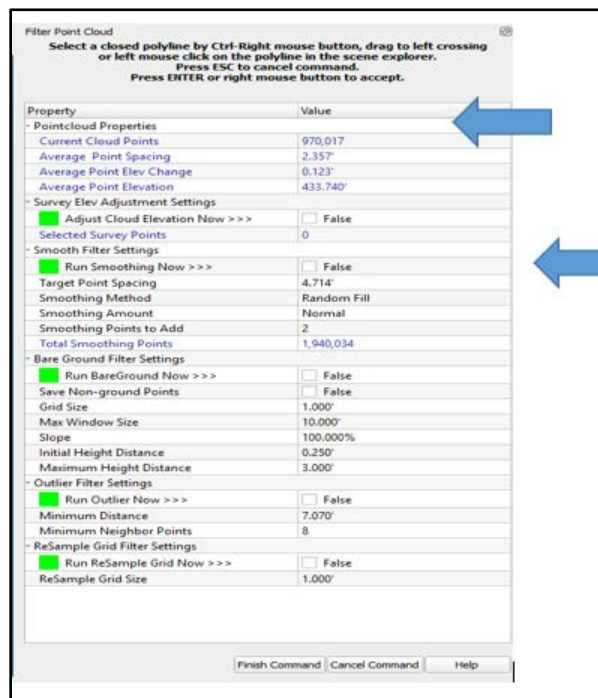 Filter Point Cloud
Select a closed polyline by Ctrl-Right mouse button, drag to left crossing
or left mouse click on the polyline in the scene explorer.
Press ESC to cancel command.
Press ENTER or right mouse button to accept.
Property Value
- Pointcloud Properties
Current Cloud Points 970,017
Average Point Spacing 2.357'
Average Point Elev Change 0.123'
Average Point Elevation 433.740'
- Survey Elev Adjustment Settings
Adjust Cloud Elevation Now >>> False
Selected Survey Points 0
- Smooth Filter Settings
Run Smoothing Now >>> False
Target Point Spacing 4.714'
Smoothing Method Random Fill
Smoothing Amount Normal
Smoothing Points to Add 2
Total Smoothing Points 1,940,034
- Bare Ground Filter Settings
Run BareGround Now >>> False
Save Non-ground Points False
Grid Size 1.000'
Max Window Size 10.000'
Slope 100.000%
Initial Height Distance 0.250'
Maximum Height Distance 3.000'
- Outlier Filter Settings
Run Outlier Now >>> False
Minimum Distance 7.070'
Minimum Neighbor Points 8
- ReSample Grid Filter Settings
Run ReSample Grid Now >>> False
ReSample Grid Size 1.000'
Finish Command Cancel Command Help